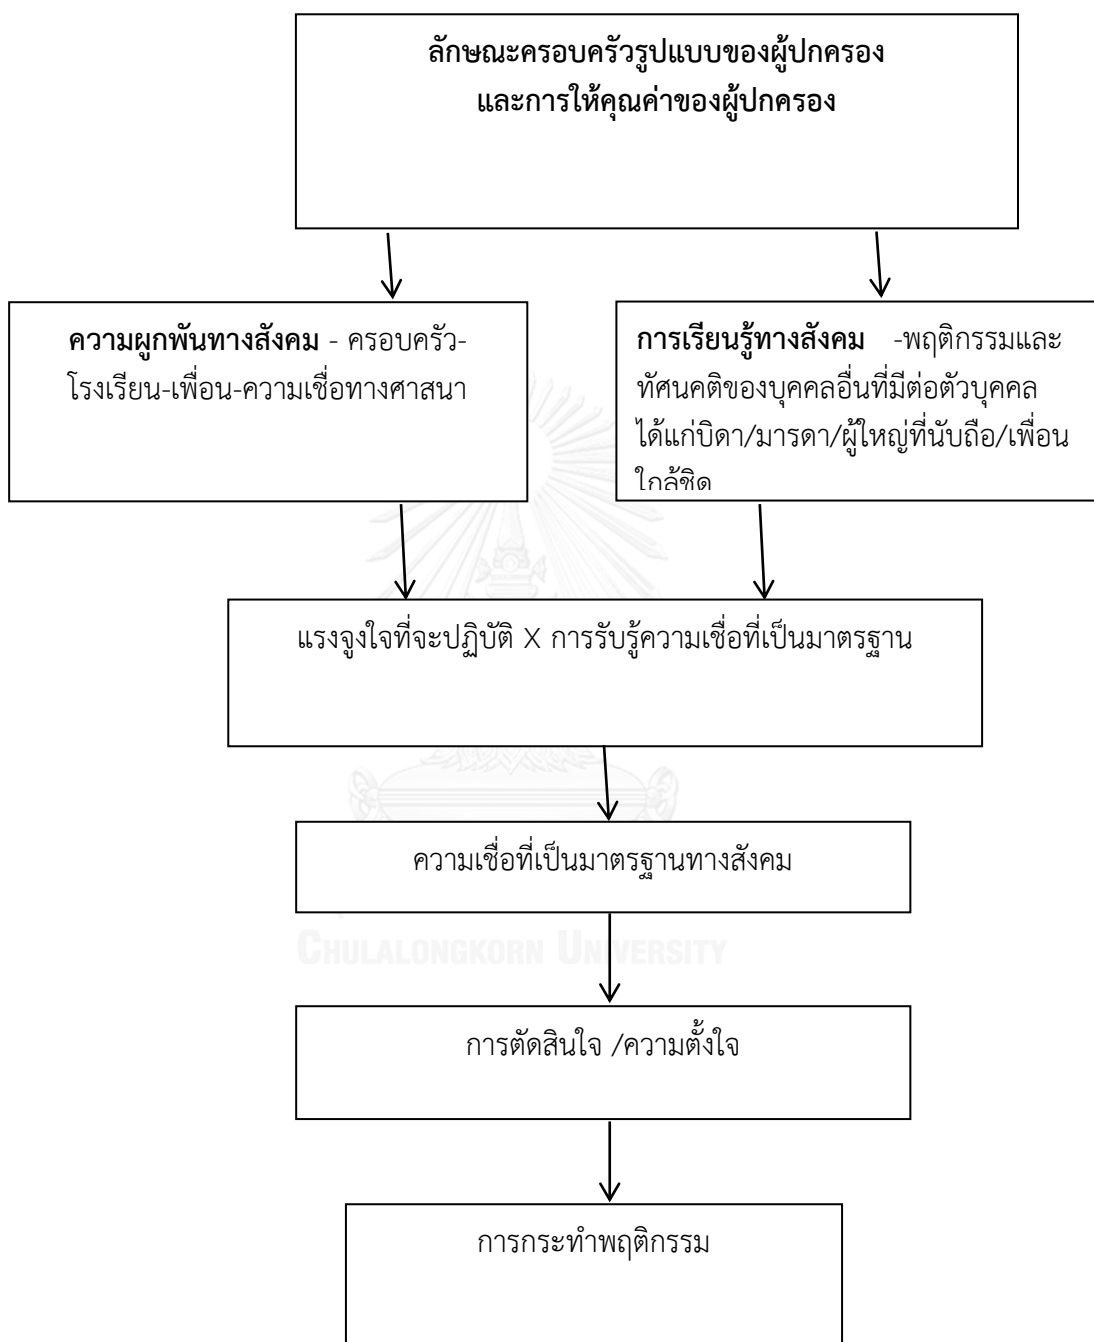 ลักษณะครอบครัวรูปแบบของผู้ปกครอง
และการให้คุณค่าของผู้ปกครอง
ความผูกพันทางสังคม - ครอบครัว-
โรงเรียน-เพื่อน-ความเชื่อทางศาสนา
การเรียนรู้ทางสังคม -พฤติกรรมและ
ทัศนคติของบุคคลอื่นที่มีต่อตัวบุคคล
ได้แก่บิดา/มารดา/ผู้ใหญ่ที่นับถือ/เพื่อน
ใกล้ชิด
แรงจูงใจที่จะปฏิบัติ X การรับรู้ความเชื่อที่เป็นมาตรฐาน
ความเชื่อที่เป็นมาตรฐานทางสังคม
CHULALONGKORN UNIVERSITY
การตัดสินใจ /ความตั้งใจ
การกระทำพฤติกรรม